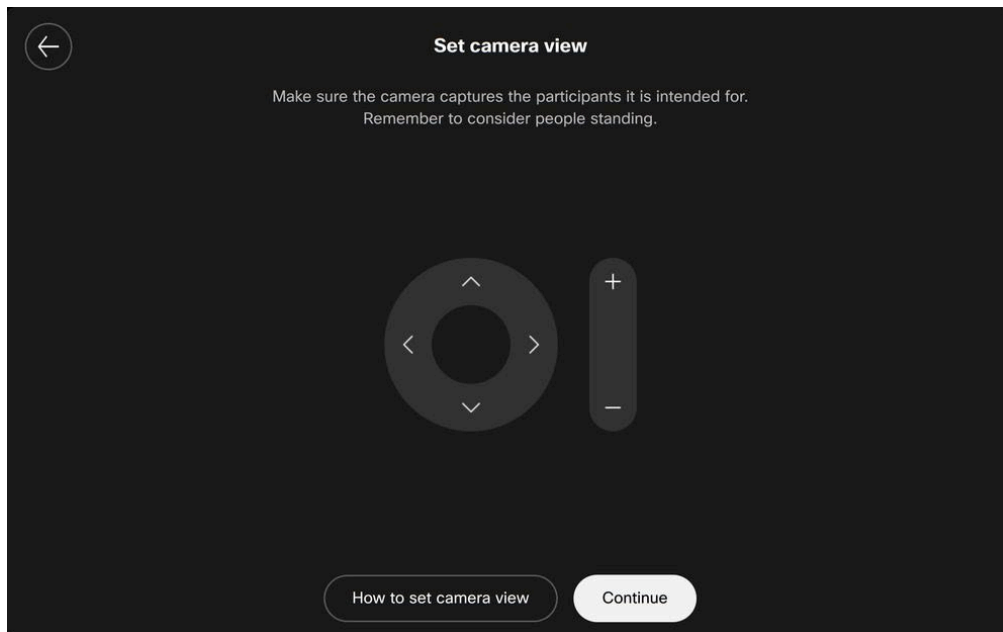 Set camera view
Make sure the camera captures the participants it is intended for.
Remember to consider people standing.
How to set camera view
Continue